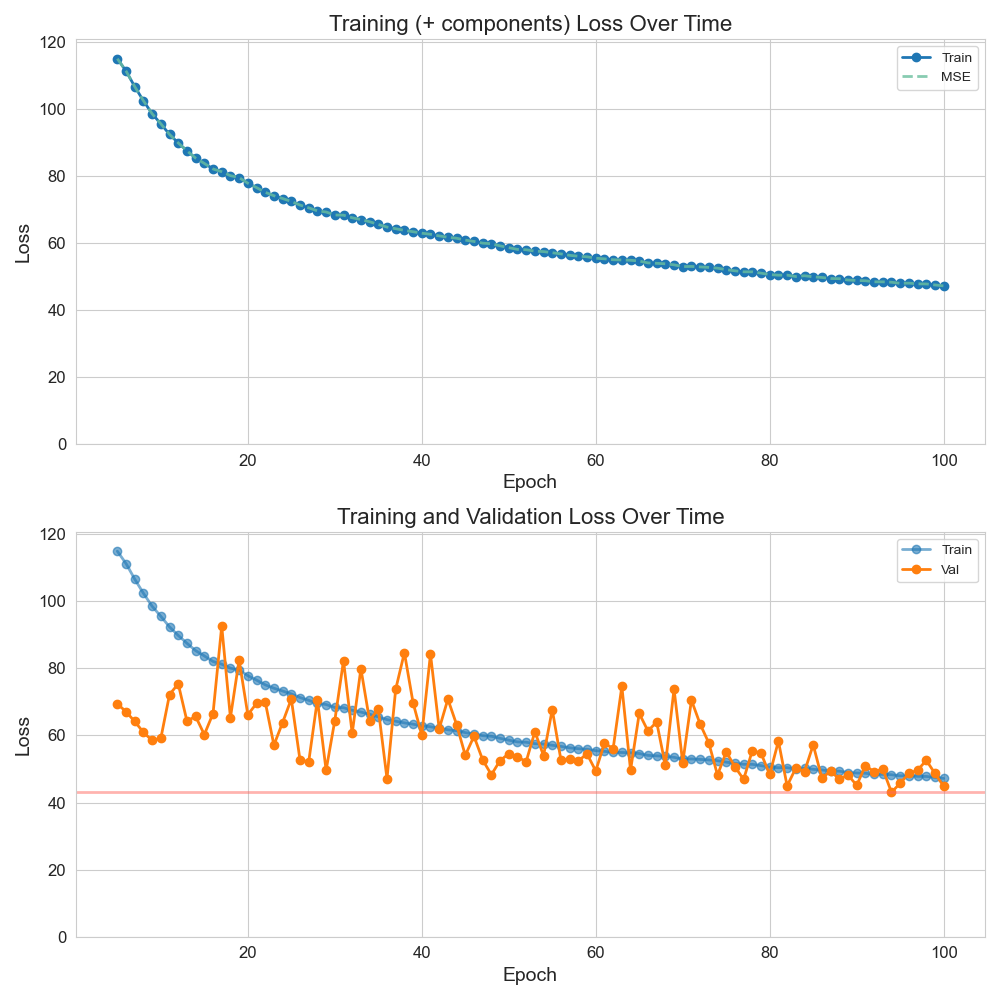 Training (+ components) Loss Over Time
120
100
80
60
40
20
0
Loss
Train
MSE
20 40 60 80 100
Epoch
Training and Validation Loss Over Time
120
100
80
60
40
20
0
Loss
Train
Val
20 40 60 80 100
Epoch